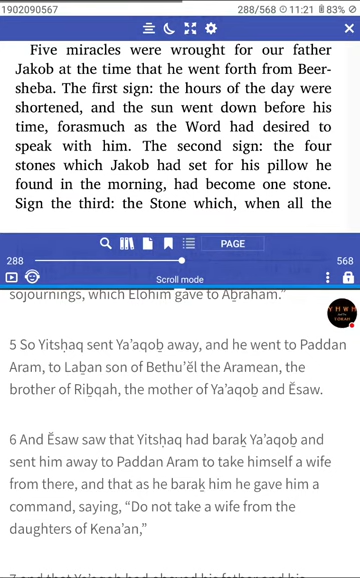 1902090567 288/568 11:21 83%
Five miracles were wrought for our father
Jakob at the time that he went forth from Beer-
sheba. The first sign: the hours of the day were
shortened, and the sun went down before his
time, forasmuch as the Word had desired to
speak with him. The second sign: the four
stones which Jakob had set for his pillow he
found in the morning, had become one stone.
Sign the third: the Stone which, when all the
PAGE
288 568
Scroll mode
sojournings, which Elohim gave to Aḇraham.”
Y M W M
TORAH
5 So Yitsḥaq sent Ya’aqoḇ away, and he went to Paddan
Aram, to Laḇan son of Bethu’ĕl the Aramean, the
brother of Riḇqah, the mother of Ya’aqoḇ and Ĕsaw.
6 And Ĕsaw saw that Yitsḥaq had baraḵ Ya’aqoḇ and
sent him away to Paddan Aram to take himself a wife
from there, and that as he baraḵ him he gave him a
command, saying, “Do not take a wife from the
daughters of Kena’an,”